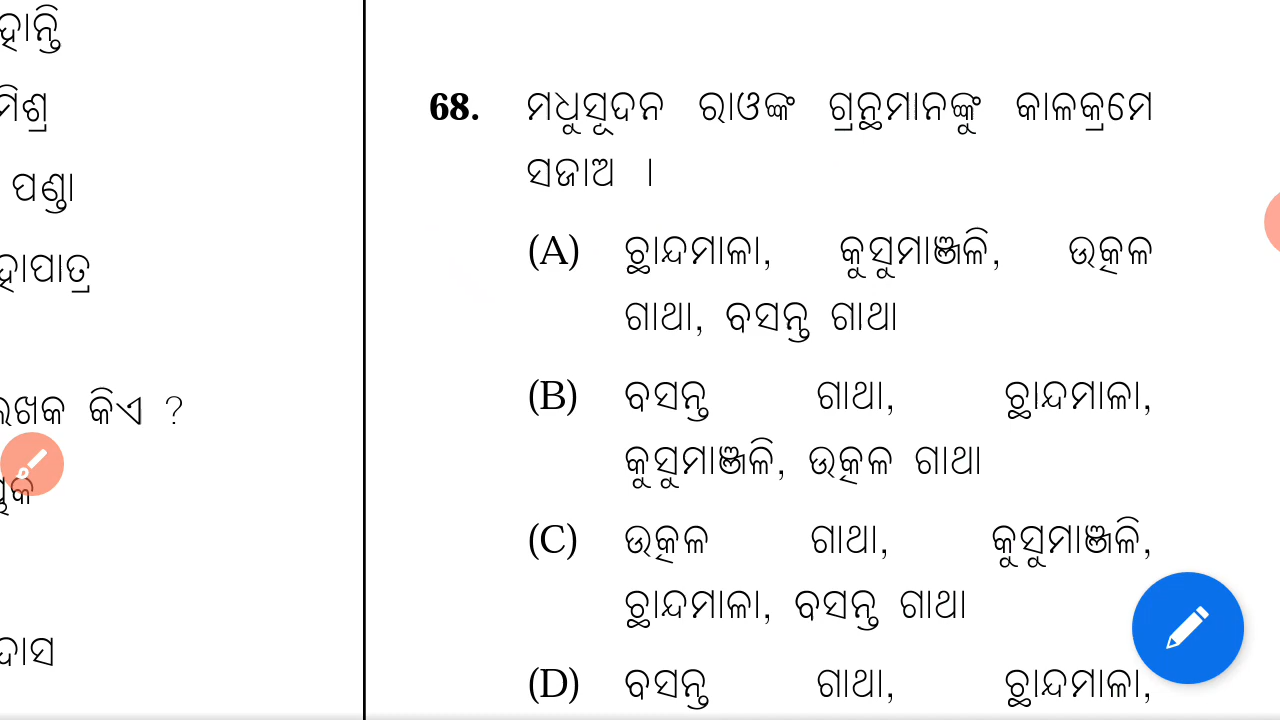 ହାନ୍ତି
ମିଶ୍ର
ପଣ୍ଡା
ହାପାତ୍ର
ଲେଖକ କିଏ ?
ଦାସ
68. ମଧୁସୂଦନ ରାଓଙ୍କ ଗ୍ରନ୍ଥମାନଙ୍କୁ କାଳକ୍ରମେ
ସଜାଅ ।
(A) ଚ୍ଛାନ୍ଦମାଳା, କୁସୁମାଞ୍ଜଳି, ଉତ୍କଳ
ଗାଥା, ବସନ୍ତ ଗାଥା
(B) ବସନ୍ତ ଗାଥା, ଚ୍ଛାନ୍ଦମାଳା,
କୁସୁମାଞ୍ଜଳି, ଉତ୍କଳ ଗାଥା
(C) ଉତ୍କଳ ଗାଥା, କୁସୁମାଞ୍ଜଳି,
ଚ୍ଛାନ୍ଦମାଳା, ବସନ୍ତ ଗାଥା
(D) ବସନ୍ତ ଗାଥା, ଚ୍ଛାନ୍ଦମାଳା,